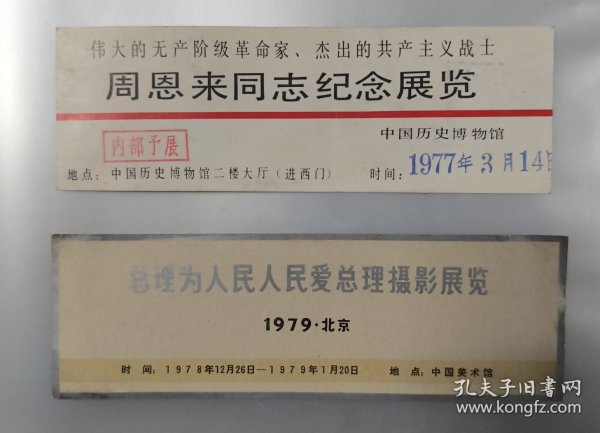 伟大的无产阶级革命家、杰出的共产主义战士
周恩来同志纪念展览
中国历史博物馆
内部予展
地点：中国历史博物馆二楼大厅（进西门）
时间：1977年3月14日
总理为人民人民爱总理摄影展览
1979·北京
时 间：1978年12月26日—1979年1月20日 地 点：中国美术馆
孔夫子旧书网
www.kongfz.com